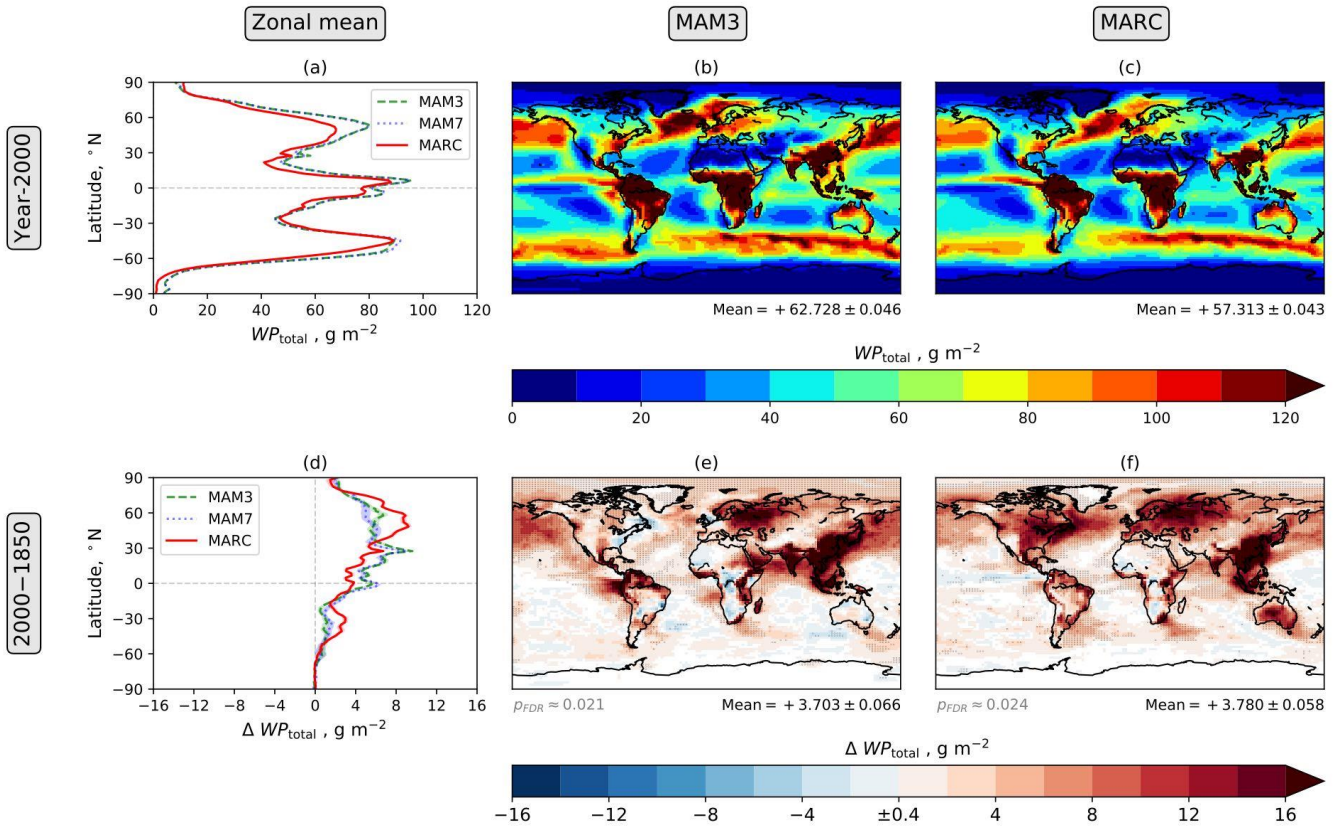 Zonal mean
MAM3
MARC
Year-2000
(a)
90
60
30
0
−30
−60
−90
Latitude, ° N
MAM3
MAM7
MARC
0 20 40 60 80 100 120
WP_total , g m⁻²
(b)
Mean = +62.728 ± 0.046
(c)
Mean = +57.313 ± 0.043
WP_total , g m⁻²
0 20 40 60 80 100 120
2000−1850
(d)
90
60
30
0
−30
−60
−90
Latitude, ° N
MAM3
MAM7
MARC
−16 −12 −8 −4 0 4 8 12 16
Δ WP_total , g m⁻²
(e)
p_FDR ≈ 0.021
Mean = +3.703 ± 0.066
(f)
p_FDR ≈ 0.024
Mean = +3.780 ± 0.058
Δ WP_total , g m⁻²
−16 −12 −8 −4 ±0.4 4 8 12 16